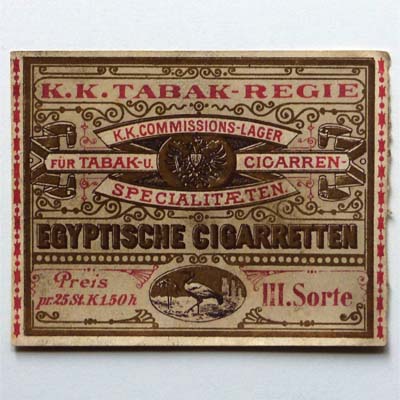 K.K. TABAK-REGIE
K.K. COMMISSIONS-LAGER
FÜR TABAK- U. CIGARREN-
SPECIALITÆTEN.
EGYPTISCHE CIGARRETTEN
Preis
pr. 25 St. K 1.50 h
III. Sorte